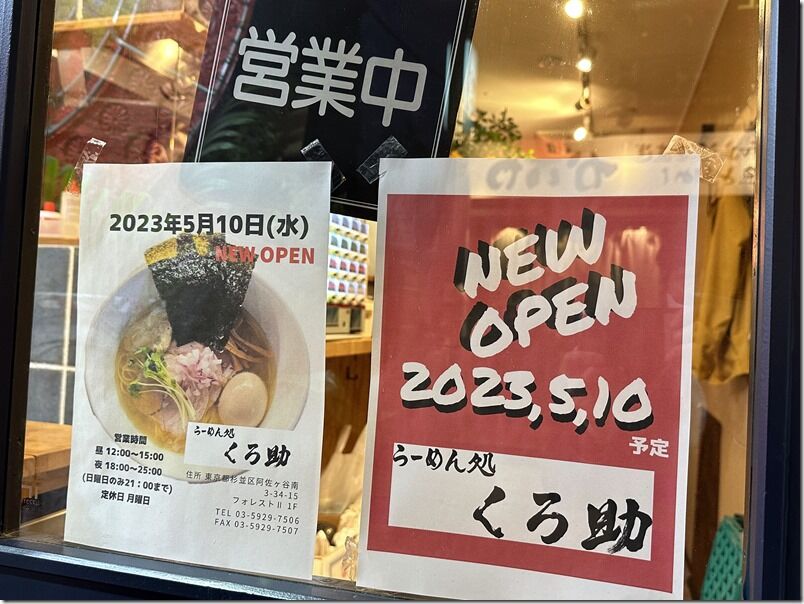 営業中
2023年5月10日(水)
NEW OPEN
らーめん処
くろ助
営業時間
昼 12:00〜15:00
夜 18:00〜25:00
(日曜日のみ21:00まで)
定休日 月曜日
住所 東京都杉並区阿佐ヶ谷南
3-34-15
フォレストⅡ 1F
TEL 03-5929-7506
FAX 03-5929-7507
NEW
OPEN
2023,5,10
予定
らーめん処
くろ助